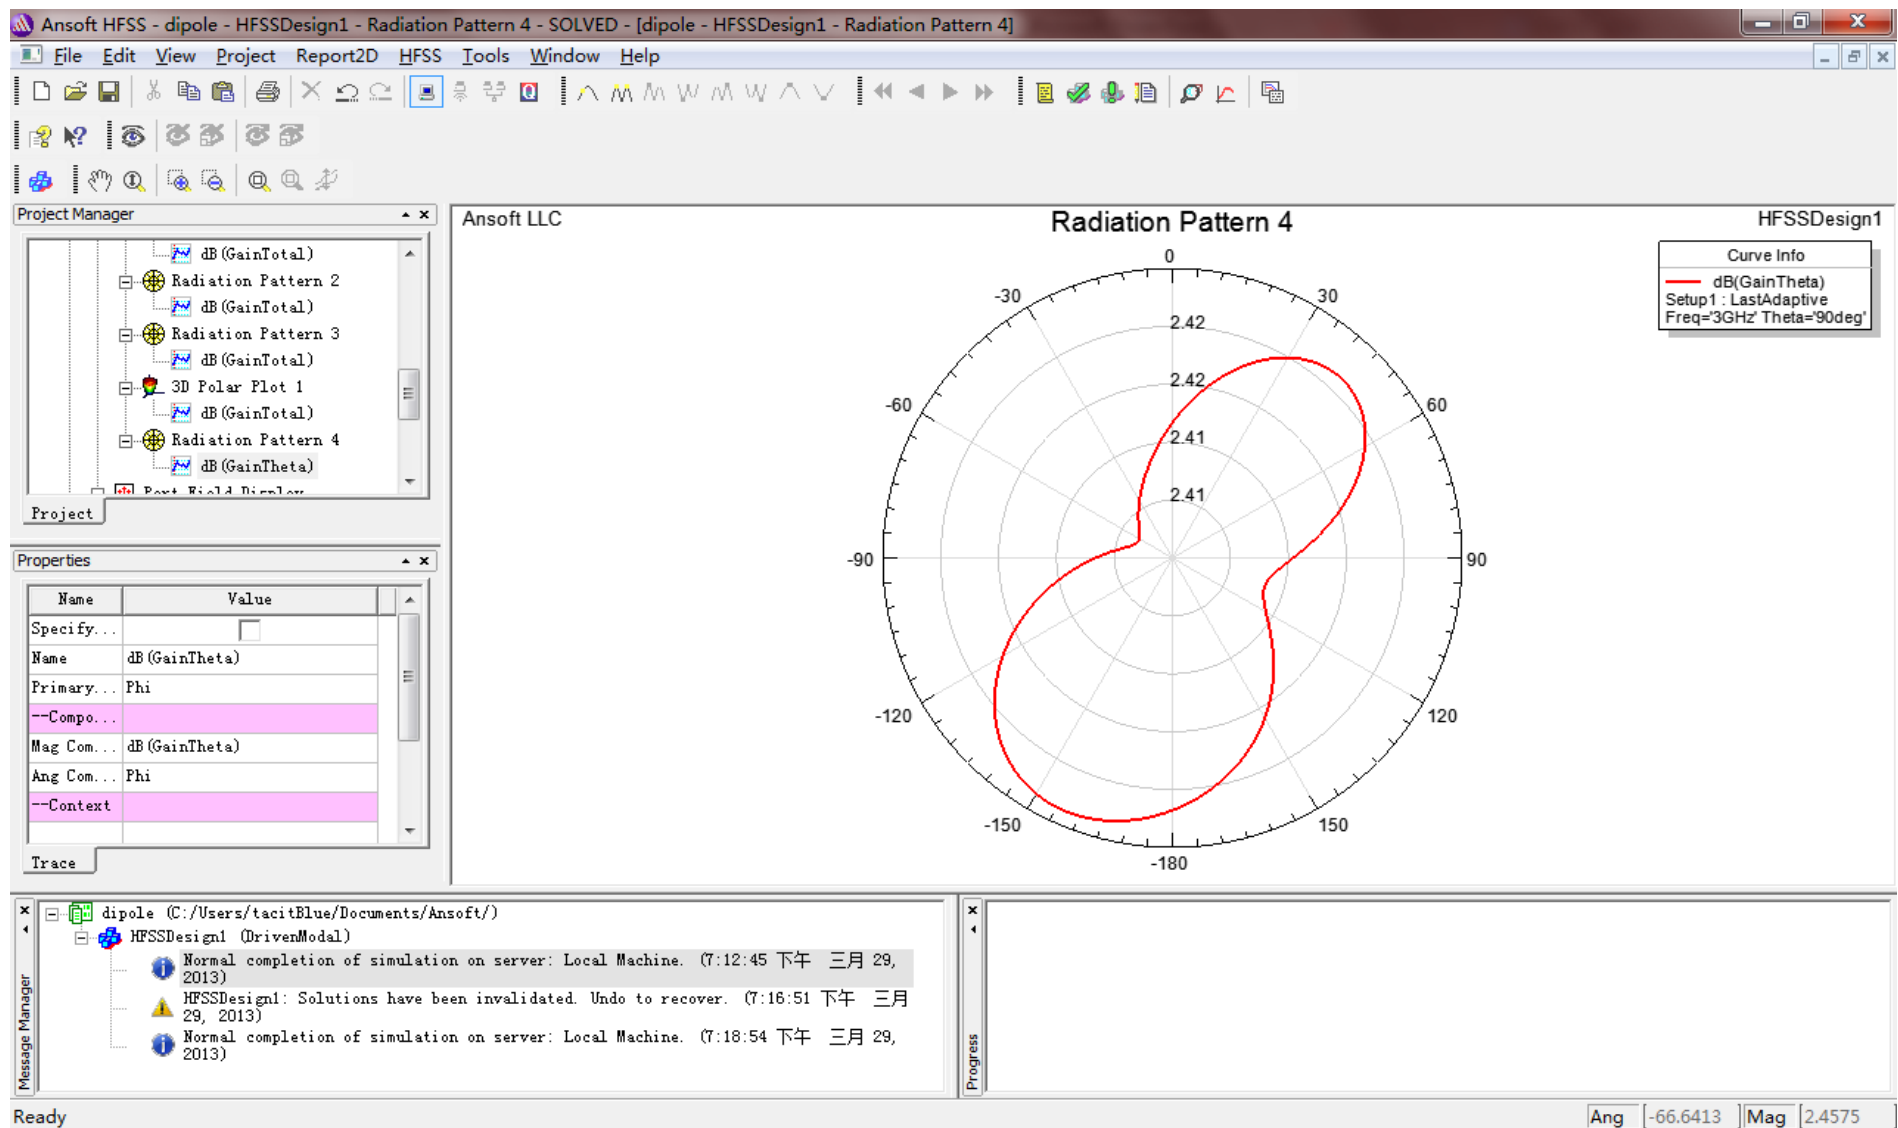 Ansoft HFSS - dipole - HFSSDesign1 - Radiation Pattern 4 - SOLVED - [dipole - HFSSDesign1 - Radiation Pattern 4]
File Edit View Project Report2D HFSS Tools Window Help
Project Manager
dB(GainTotal)
Radiation Pattern 2
dB(GainTotal)
Radiation Pattern 3
dB(GainTotal)
3D Polar Plot 1
dB(GainTotal)
Radiation Pattern 4
dB(GainTheta)
Port Field Display
Project
Properties
Name Value
Specify...
Name dB(GainTheta)
Primary... Phi
--Compo...
Mag Com... dB(GainTheta)
Ang Com... Phi
--Context
Trace
Ansoft LLC
Radiation Pattern 4
HFSSDesign1
Curve Info
dB(GainTheta)
Setup1 : LastAdaptive
Freq='3GHz' Theta='90deg'
0
-30 30
2.42
-60 2.42 60
2.41
2.41
-90 90
-120 120
-150 150
-180
Message Manager
dipole (C:/Users/tacitBlue/Documents/Ansoft/)
HFSSDesign1 (DrivenModal)
Normal completion of simulation on server: Local Machine. (7:12:45 下午 三月 29,
2013)
HFSSDesign1: Solutions have been invalidated. Undo to recover. (7:16:51 下午 三月
29, 2013)
Normal completion of simulation on server: Local Machine. (7:18:54 下午 三月 29,
2013)
Progress
Ready
Ang [-66.6413 ] Mag [2.4575 ]